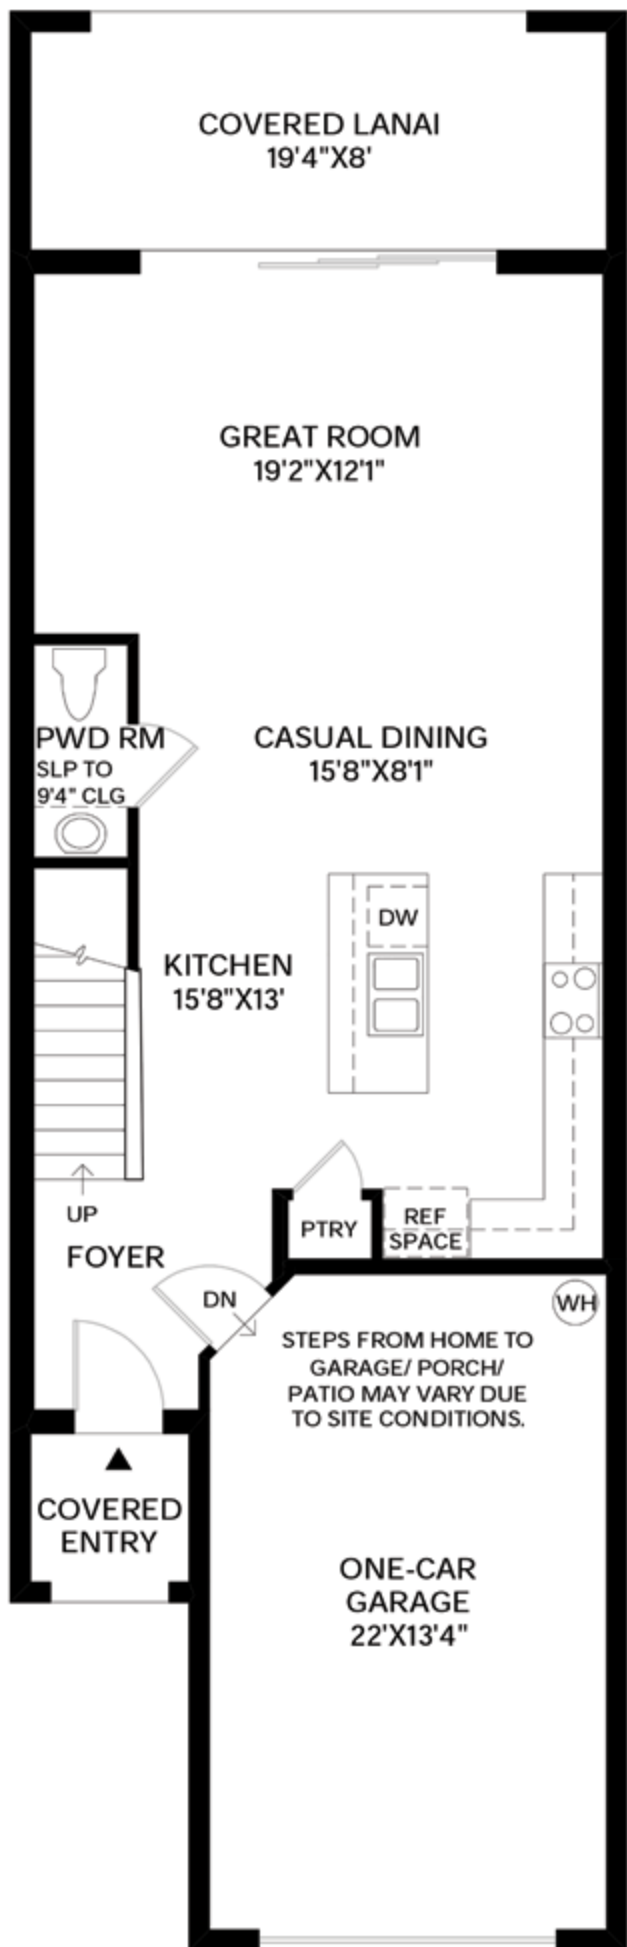 COVERED LANAI
19'4"X8'
GREAT ROOM
19'2"X12'1"
PWD RM
SLP TO
9'4" CLG
CASUAL DINING
15'8"X8'1"
DW
KITCHEN
15'8"X13'
UP
FOYER
PTRY
REF
SPACE
DN
WH
STEPS FROM HOME TO
GARAGE/ PORCH/
PATIO MAY VARY DUE
TO SITE CONDITIONS.
COVERED
ENTRY
ONE-CAR
GARAGE
22'X13'4"